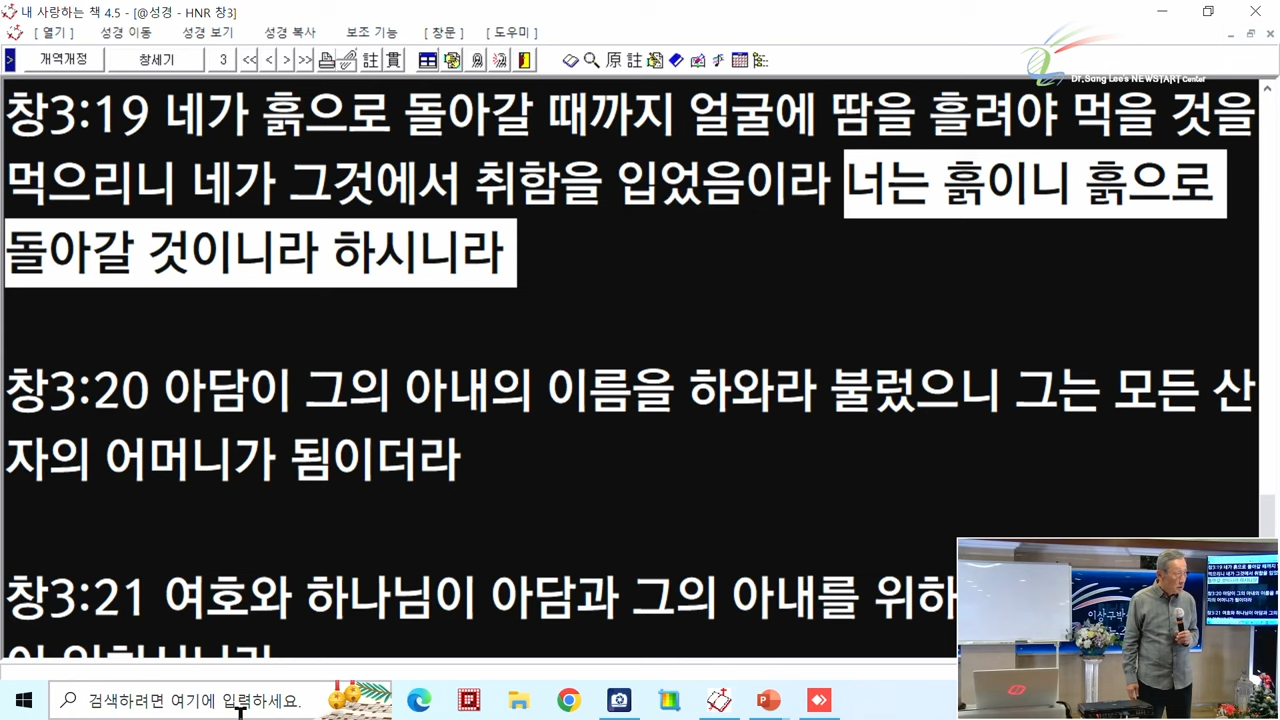 내 사랑하는 책 4.5 - [@성경 - HNR 창3]
[ 열기 ] 성경 이동 성경 보기 성경 복사 보조 기능 [ 창문 ] [ 도우미 ]
> 개역개정 창세기 3 << < > >> 註 貫 原 註
Dr.Sang Lee's NEWSTART Center
창3:19 네가 흙으로 돌아갈 때까지 얼굴에 땀을 흘려야 먹을 것을
먹으리니 네가 그것에서 취함을 입었음이라 너는 흙이니 흙으로
돌아갈 것이니라 하시니라
창3:20 아담이 그의 아내의 이름을 하와라 불렀으니 그는 모든 산
자의 어머니가 됨이더라
창3:21 여호와 하나님이 아담과 그의 아내를 위하
검색하려면 여기에 입력하세요.
이상구박